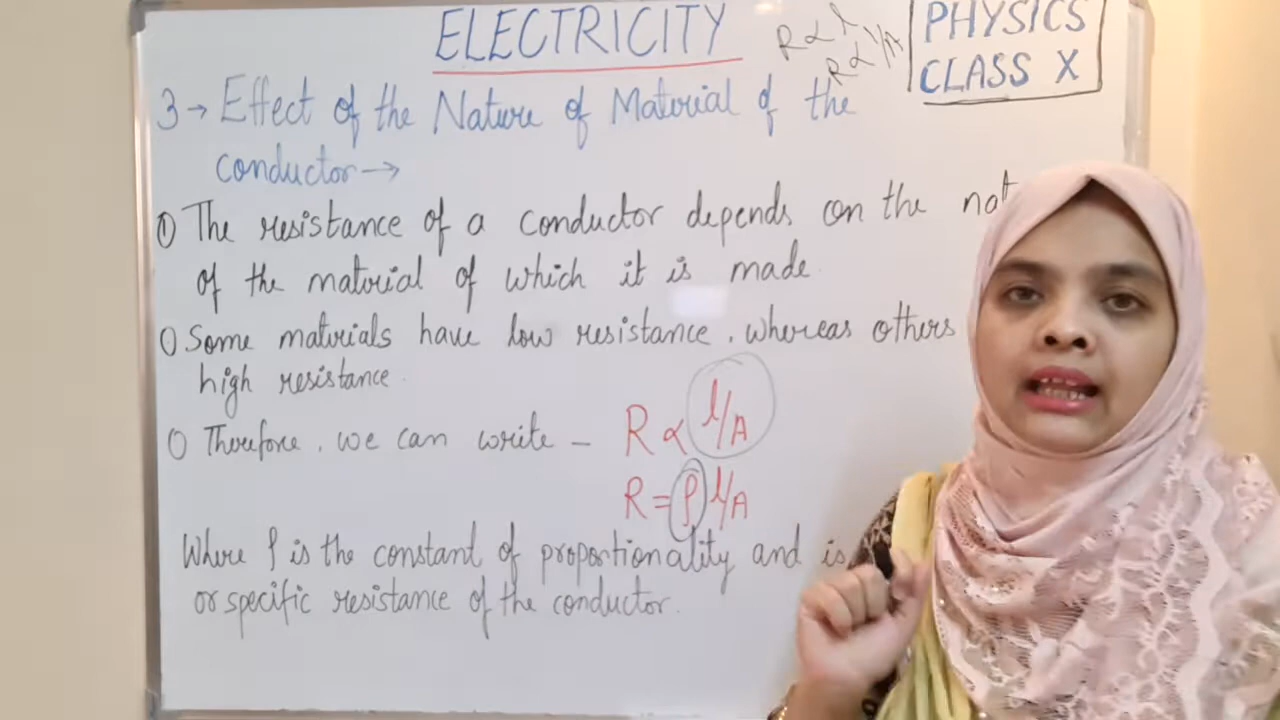 ELECTRICITY
R∝l
R∝1/A
PHYSICS
CLASS X
3→ Effect of the Nature of Material of the
conductor→
① The resistance of a conductor depends on the nat
of the material of which it is made.
① Some materials have low resistance, whereas others
high resistance.
① Therefore, we can write – R ∝ l/A
R = ρ l/A
Where ρ is the constant of proportionality and is
or specific resistance of the conductor.